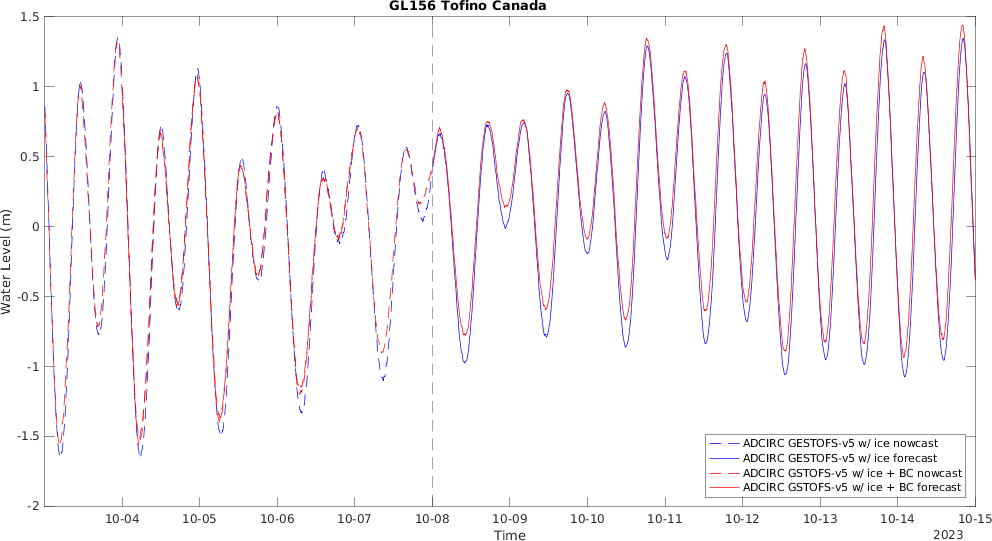 GL156 Tofino Canada
1.5
1
0.5
0
-0.5
-1
-1.5
-2
Water Level (m)
ADCIRC GESTOFS-v5 w/ ice nowcast
ADCIRC GESTOFS-v5 w/ ice forecast
ADCIRC GSTOFS-v5 w/ ice + BC nowcast
ADCIRC GSTOFS-v5 w/ ice + BC forecast
10-04 10-05 10-06 10-07 10-08 10-09 10-10 10-11 10-12 10-13 10-14 10-15
Time
2023